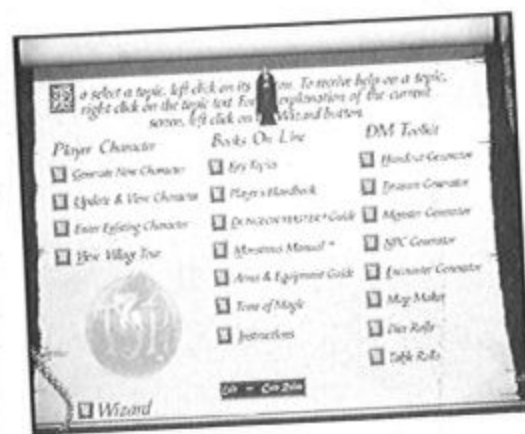 o select a topic, left click on its on. To receive help on a topic,
right click on the topic text. For explanation of the current
screen, left click on Wizard button.
Player Character
Generate New Character
Update & View Character
Enter Existing Character
View Village Tour
Books On Line
Key Topics
Player's Handbook
DUNGEON MASTER® Guide
Monstrous Manual™
Arms & Equipment Guide
Tome of Magic
Instructions
DM Toolkit
Handout Generator
Treasure Generator
Monster Generator
NPC Generator
Encounter Generator
Map Maker
Dice Rolls
Table Rolls
TSR
Wizard